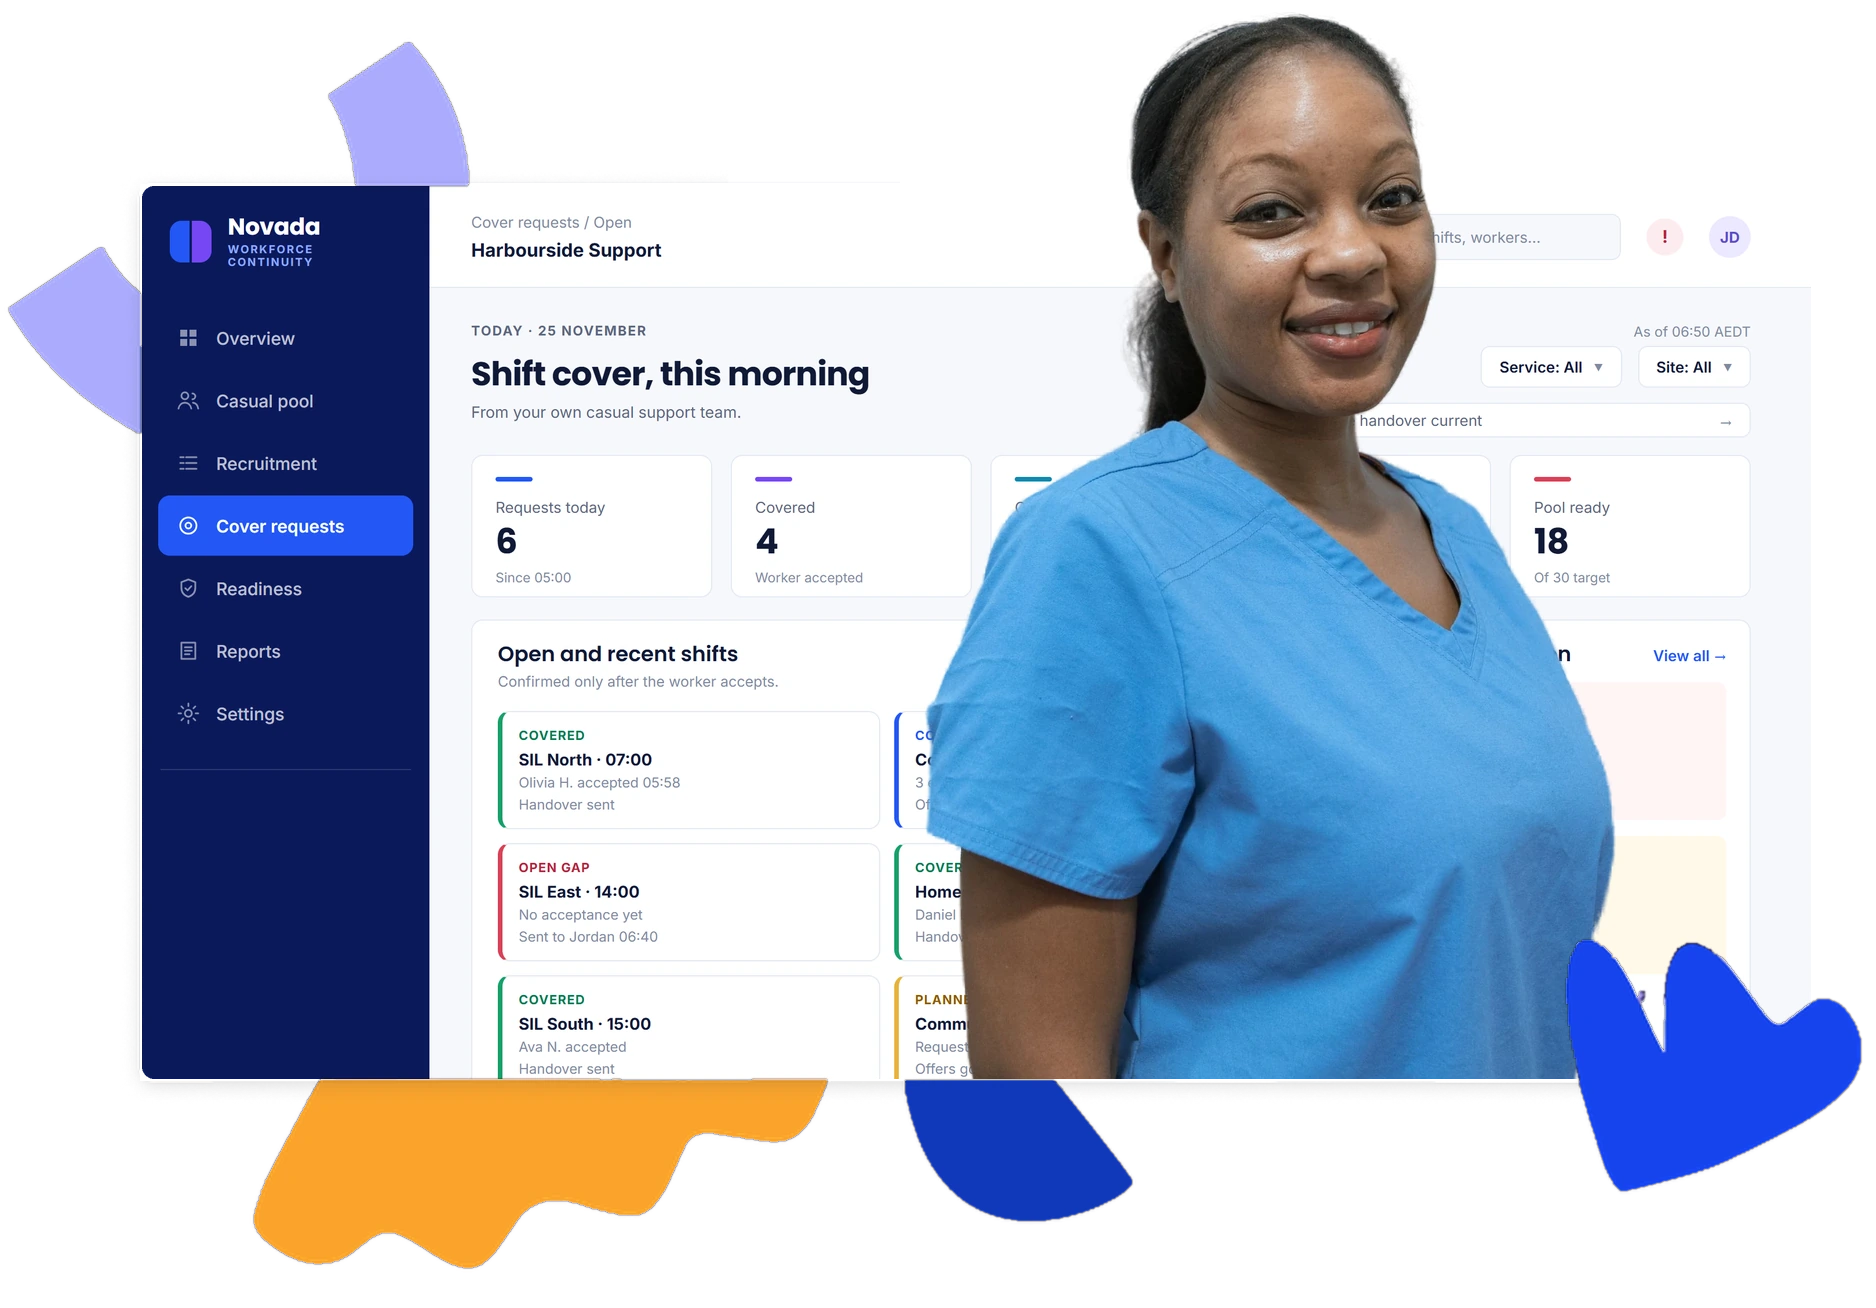 Novada
WORKFORCE
CONTINUITY
Overview
Casual pool
Recruitment
Cover requests
Readiness
Reports
Settings
Cover requests / Open
Harbourside Support
workers...
!
JD
TODAY · 25 NOVEMBER
Shift cover, this morning
From your own casual support team.
As of 06:50 AEDT
Service: All ▼
Site: All ▼
handover current →
Requests today
6
Since 05:00
Covered
4
Worker accepted
Pool ready
18
Of 30 target
Open and recent shifts
Confirmed only after the worker accepts.
View all →
COVERED
SIL North · 07:00
Olivia H. accepted 05:58
Handover sent
3
OPEN GAP
SIL East · 14:00
No acceptance yet
Sent to Jordan 06:40
Home
Daniel
COVERED
SIL South · 15:00
Ava N. accepted
Handover sent
Offers